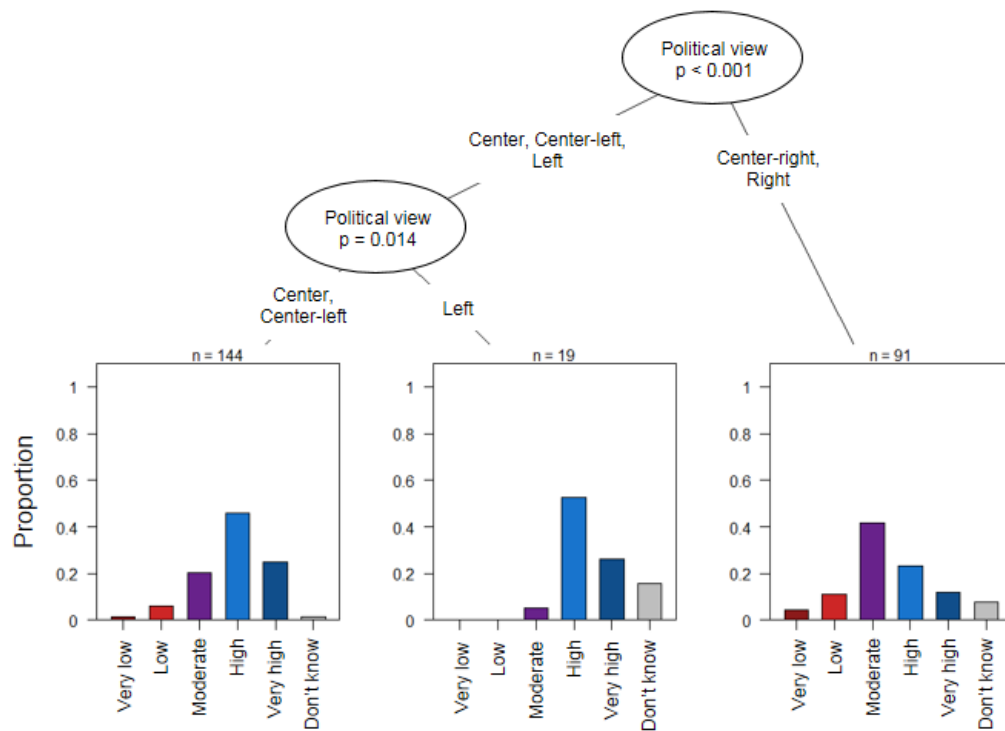 Political view
p < 0.001
Center, Center-left,
Left
Center-right,
Right
Political view
p = 0.014
Center,
Center-left
Left
n = 144
n = 19
n = 91
Proportion
1
0.8
0.6
0.4
0.2
0
Very low
Low
Moderate
High
Very high
Don't know
1
0.8
0.6
0.4
0.2
0
Very low
Low
Moderate
High
Very high
Don't know
1
0.8
0.6
0.4
0.2
0
Very low
Low
Moderate
High
Very high
Don't know